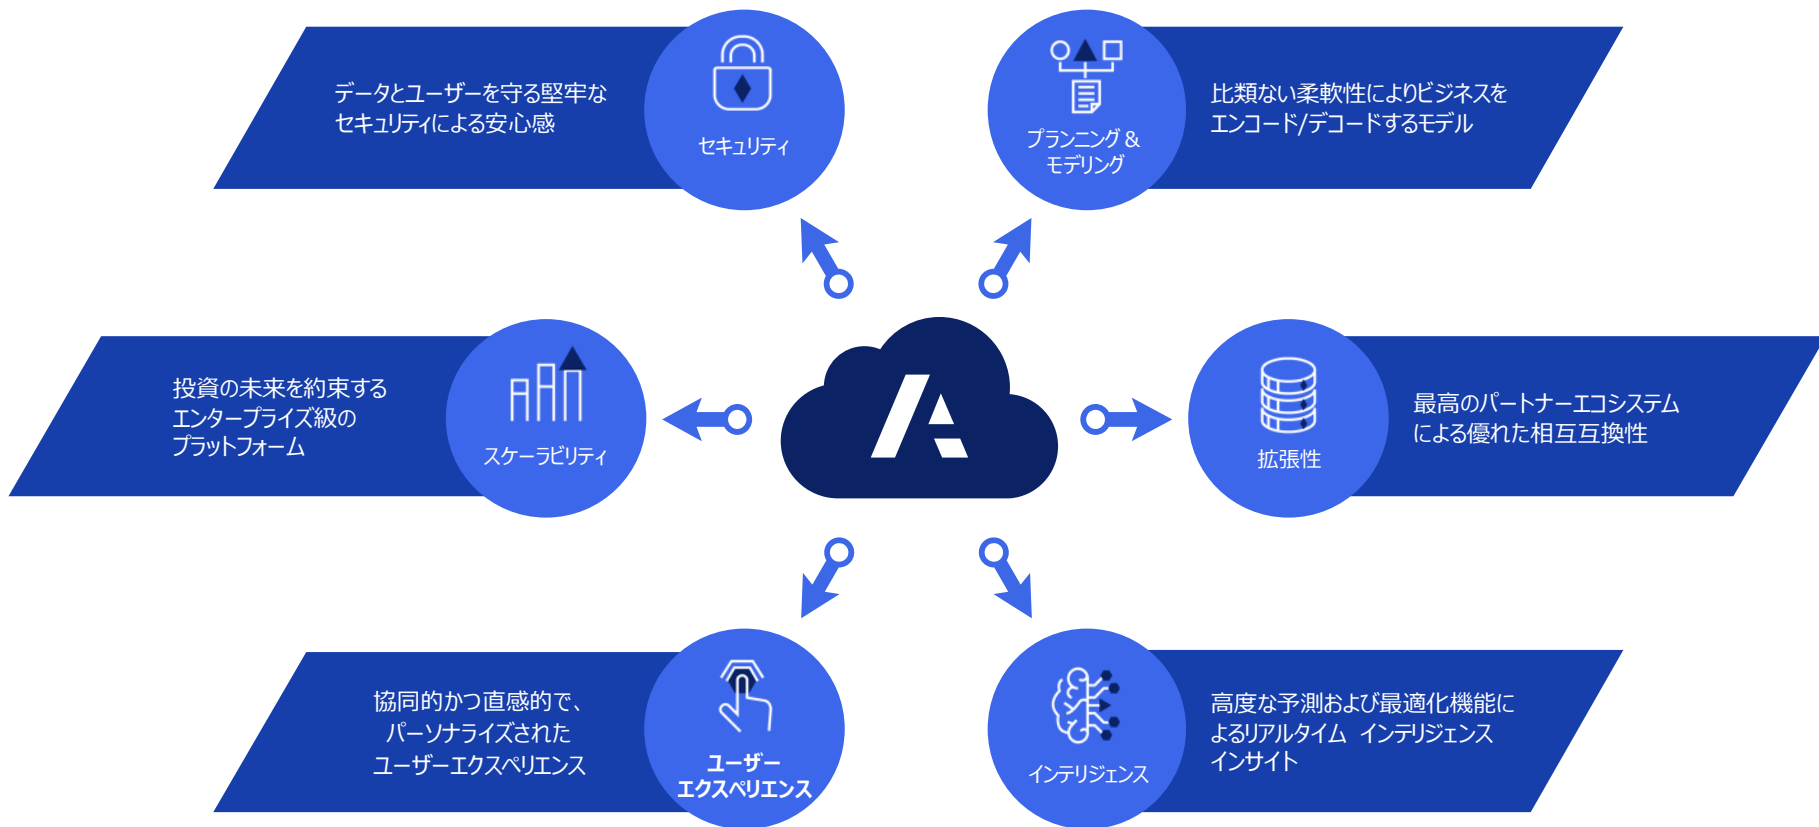 データとユーザーを守る堅牢な
セキュリティによる安心感
セキュリティ
プランニング &
モデリング
比類ない柔軟性によりビジネスを
エンコード/デコードするモデル
投資の未来を約束する
エンタープライズ級の
プラットフォーム
スケーラビリティ
拡張性
最高のパートナーエコシステム
による優れた相互互換性
協同的かつ直感的で、
パーソナライズされた
ユーザーエクスペリエンス
ユーザー
エクスペリエンス
インテリジェンス
高度な予測および最適化機能に
よるリアルタイム インテリジェンス
インサイト